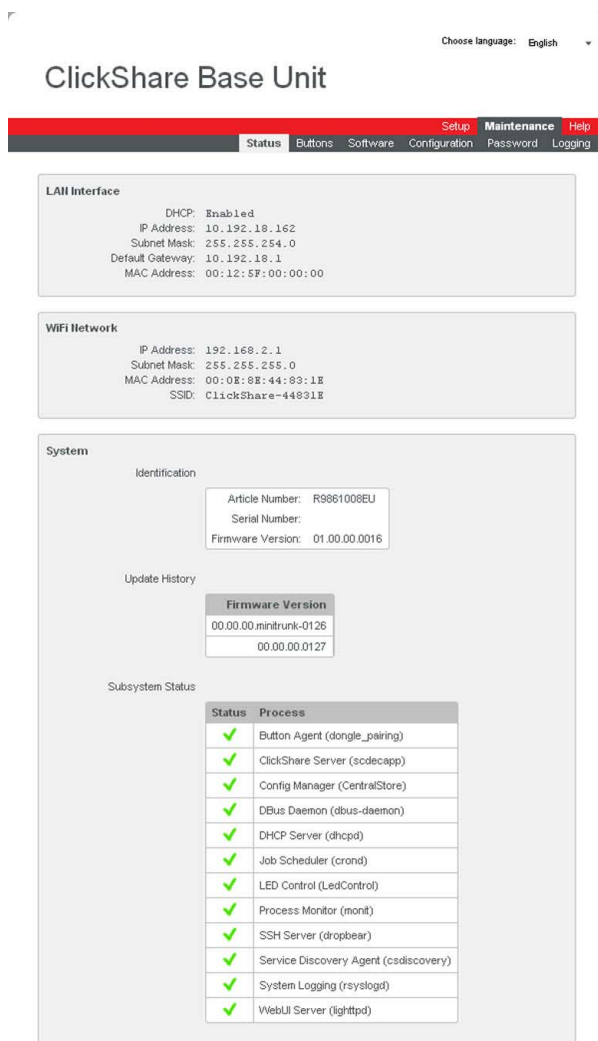 Choose language: English
ClickShare Base Unit
Setup Maintenance Help
Status Buttons Software Configuration Password Logging
LAN Interface
DHCP: Enabled
IP Address: 10.192.18.162
Subnet Mask: 255.255.254.0
Default Gateway: 10.192.18.1
MAC Address: 00:12:5F:00:00:00
WiFi Network
IP Address: 192.168.2.1
Subnet Mask: 255.255.255.0
MAC Address: 00:0E:8E:44:83:1E
SSID: ClickShare-44831E
System
Identification
Article Number: R9861008EU
Serial Number:
Firmware Version: 01.00.00.0016
Update History
Firmware Version
00.00.00.minitrunk-0126
00.00.00.0127
Subsystem Status
Status Process
Button Agent (dongle_pairing)
ClickShare Server (scdecapp)
Config Manager (CentralStore)
DBus Daemon (dbus-daemon)
DHCP Server (dhcpd)
Job Scheduler (crond)
LED Control (LedControl)
Process Monitor (monit)
SSH Server (dropbear)
Service Discovery Agent (csdiscovery)
System Logging (rsyslogd)
WebUI Server (lighttpd)